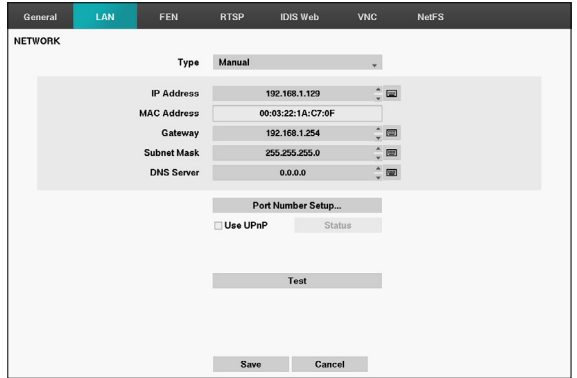 General LAN FEN RTSP IDIS Web VNC NetFS
NETWORK
Type Manual
IP Address 192.168.1.129
MAC Address 00:03:22:1A:C7:0F
Gateway 192.168.1.254
Subnet Mask 255.255.255.0
DNS Server 0.0.0.0
Port Number Setup...
Use UPnP Status
Test
Save Cancel